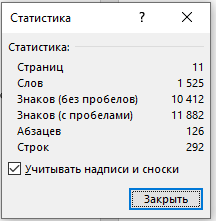 Статистика
? ×
Статистика:
Страниц 11
Слов 1 525
Знаков (без пробелов) 10 412
Знаков (с пробелами) 11 882
Абзацев 126
Строк 292
Учитывать надписи и сноски
Закрыть